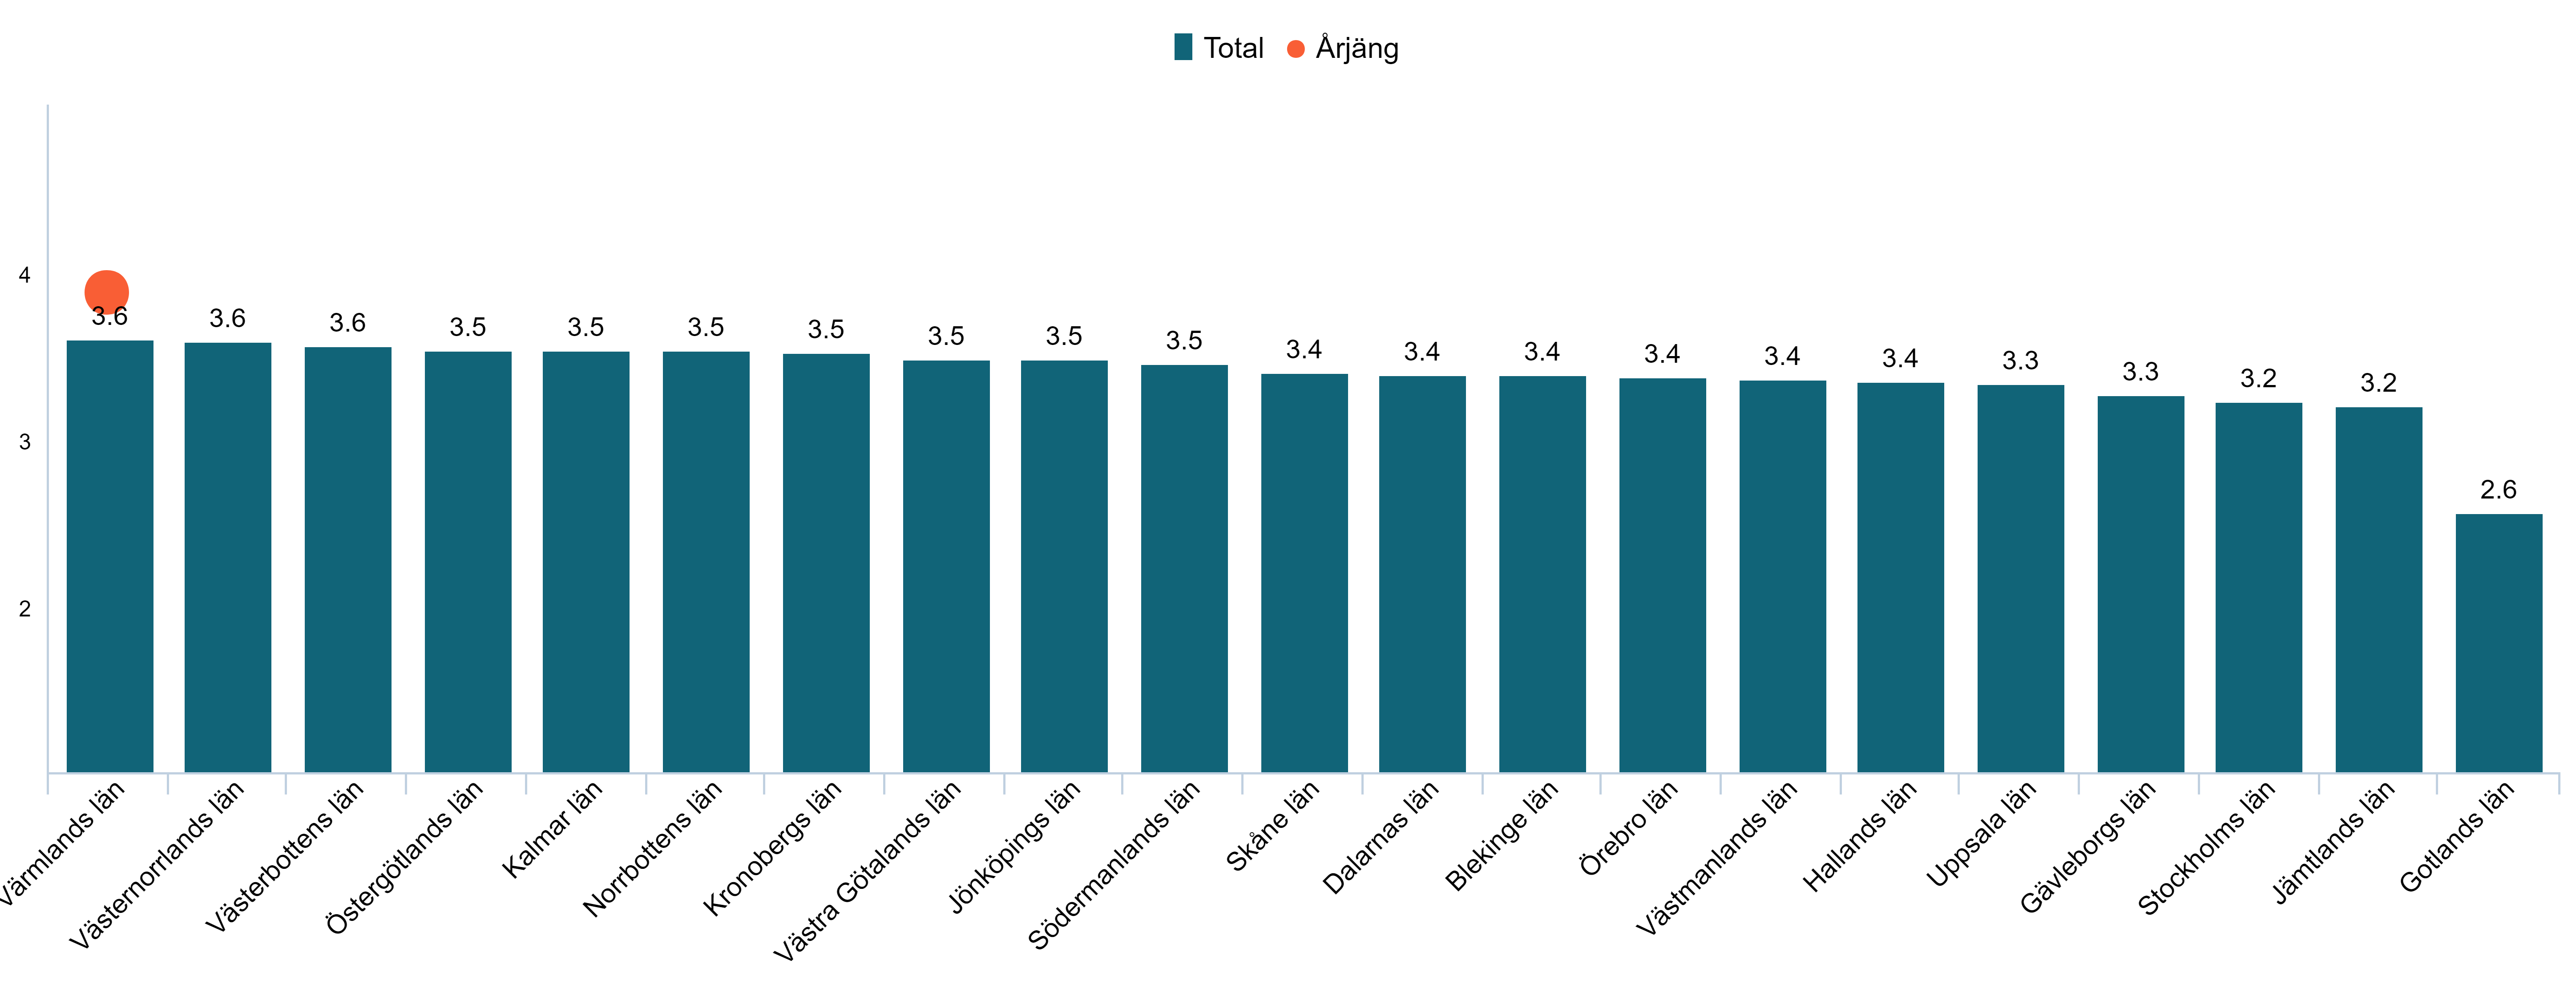 Total Årjäng
4
3
2
3.6 3.6 3.6 3.5 3.5 3.5 3.5 3.5 3.5 3.5 3.4 3.4 3.4 3.4 3.4 3.4 3.3 3.3 3.2 3.2 2.6
Värmlands län
Västernorrlands län
Västerbottens län
Östergötlands län
Kalmar län
Norrbottens län
Kronobergs län
Västra Götalands län
Jönköpings län
Södermanlands län
Skåne län
Dalarnas län
Blekinge län
Örebro län
Västmanlands län
Hallands län
Uppsala län
Gävleborgs län
Stockholms län
Jämtlands län
Gotlands län